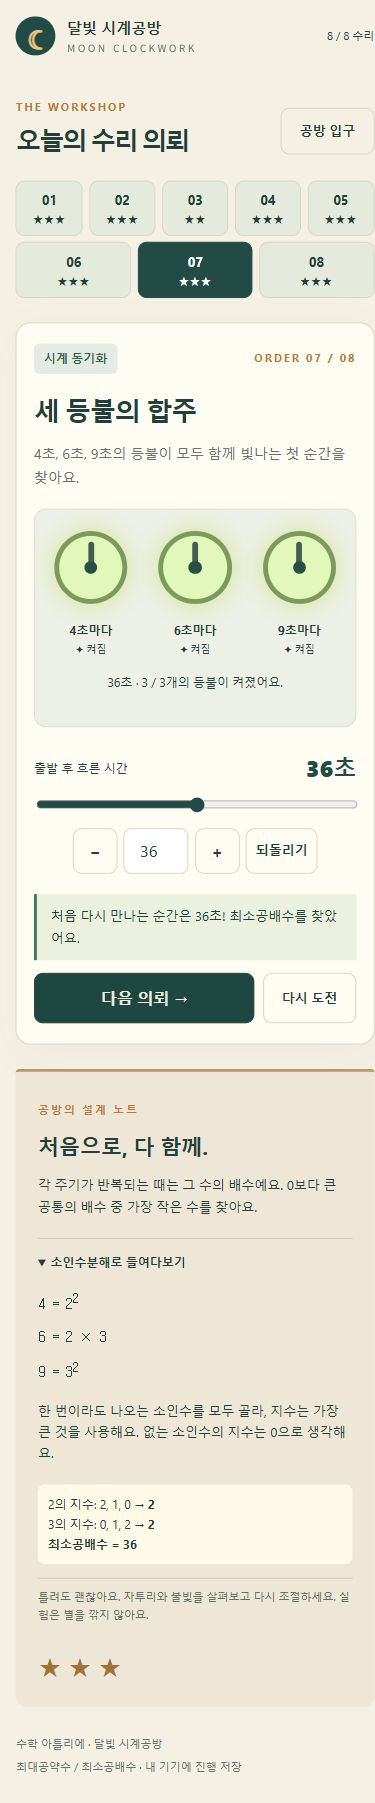 달빛 시계공방
MOON CLOCKWORK
8 / 8 수리
THE WORKSHOP
오늘의 수리 의뢰
공방 입구
01
★★★
02
★★★
03
★★
04
★★★
05
★★★
06
★★★
07
★★★
08
★★★
시계 동기화
ORDER 07 / 08
세 등불의 합주
4초, 6초, 9초의 등불이 모두 함께 빛나는 첫 순간을
찾아요.
4초마다
✦ 켜짐
6초마다
✦ 켜짐
9초마다
✦ 켜짐
36초 · 3 / 3개의 등불이 켜졌어요.
출발 후 흐른 시간
36초
−
36
+
되돌리기
처음 다시 만나는 순간은 36초! 최소공배수를 찾았
어요.
다음 의뢰 →
다시 도전
공방의 설계 노트
처음으로, 다 함께.
각 주기가 반복되는 때는 그 수의 배수예요. 0보다 큰
공통의 배수 중 가장 작은 수를 찾아요.
▼ 소인수분해로 들여다보기
4 = 2²
6 = 2 × 3
9 = 3²
한 번이라도 나오는 소인수를 모두 골라, 지수는 가장
큰 것을 사용해요. 없는 소인수의 지수는 0으로 생각해
요.
2의 지수: 2, 1, 0 → 2
3의 지수: 0, 1, 2 → 2
최소공배수 = 36
틀려도 괜찮아요. 자투리와 불빛을 살펴보고 다시 조절하세요. 실
험은 별을 깎지 않아요.
★ ★ ★
수학 아틀리에 · 달빛 시계공방
최대공약수 / 최소공배수 · 내 기기에 진행 저장